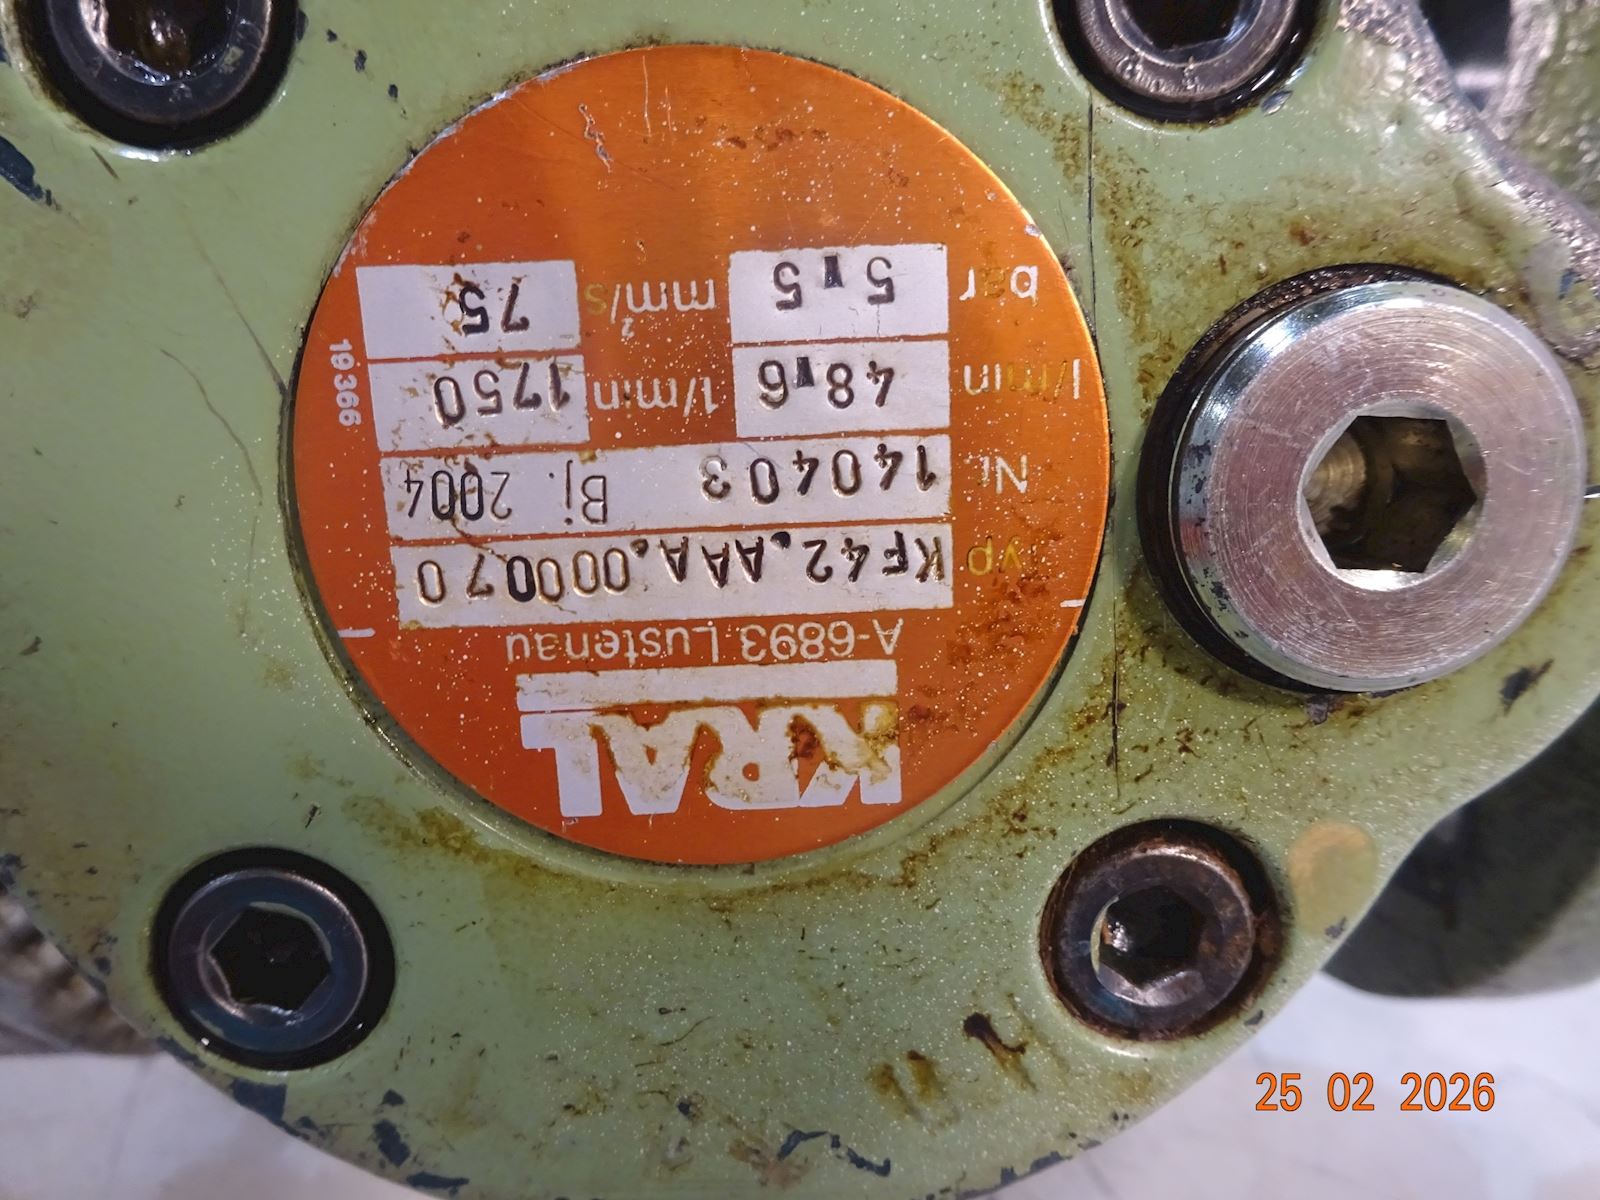 KRAL
A-6893 Lustenau
Typ KF42.AAA.000070
Nr. 140403 Bj. 2004
l/min 48.6 1/min 1750
bar 5.5 mm²/s 75
19366
25 02 2026